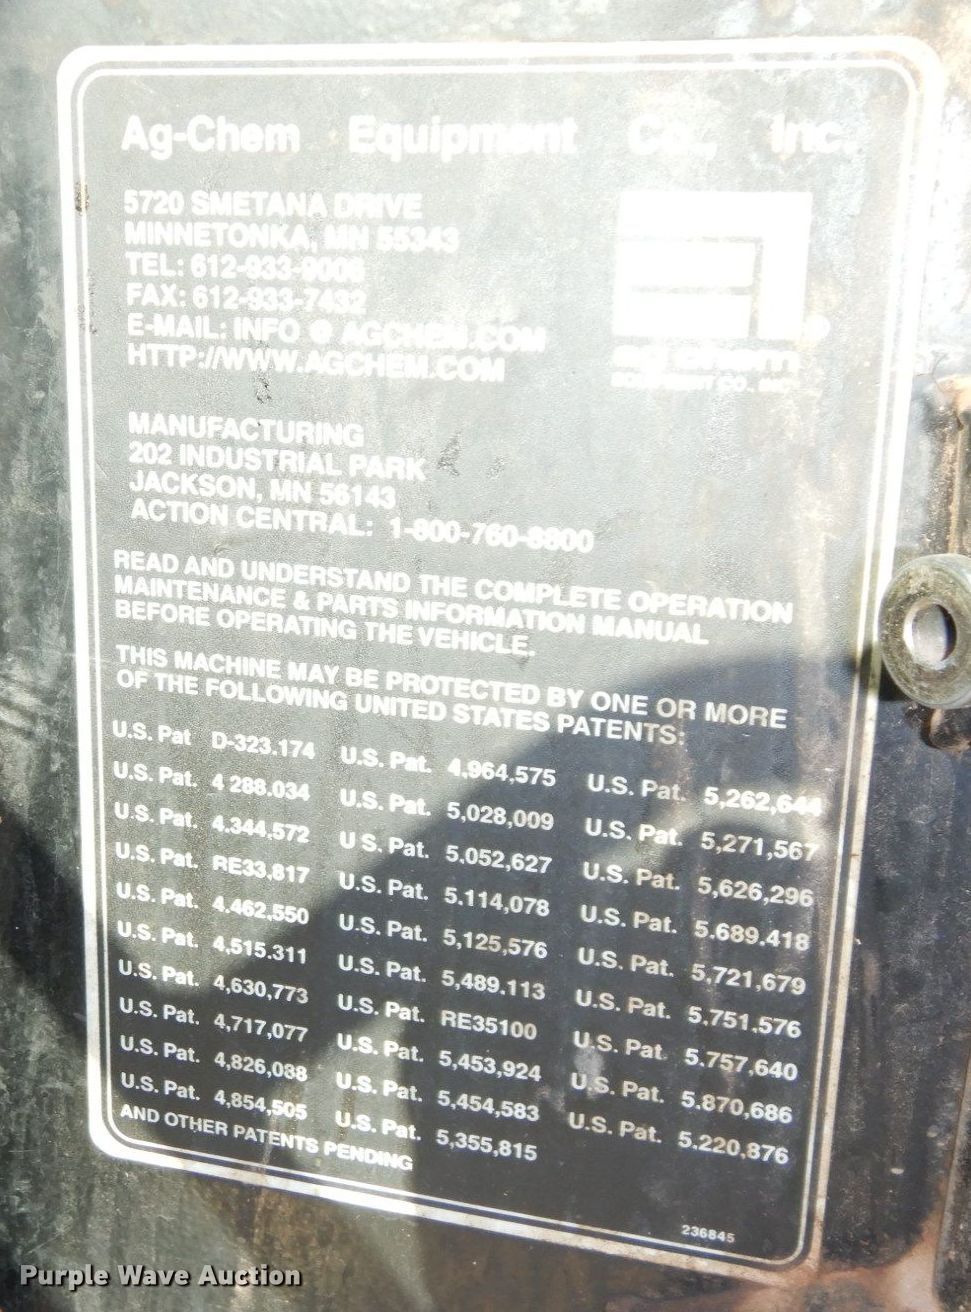 Ag-Chem Equipment Co., Inc.
5720 SMETANA DRIVE
MINNETONKA, MN 55343
TEL: 612-933-9006
FAX: 612-933-7432
E-MAIL: INFO @ AGCHEM.COM
HTTP://WWW.AGCHEM.COM
ag chem
EQUIPMENT CO., INC.
MANUFACTURING
202 INDUSTRIAL PARK
JACKSON, MN 56143
ACTION CENTRAL: 1-800-760-8800
READ AND UNDERSTAND THE COMPLETE OPERATION
MAINTENANCE & PARTS INFORMATION MANUAL
BEFORE OPERATING THE VEHICLE.
THIS MACHINE MAY BE PROTECTED BY ONE OR MORE
OF THE FOLLOWING UNITED STATES PATENTS:
U.S. Pat D-323.174
U.S. Pat. 4 288.034
U.S. Pat. 4.344,572
U.S. Pat. RE33,817
U.S. Pat. 4.462,550
U.S. Pat. 4,515.311
U.S. Pat. 4,630,773
U.S. Pat. 4,717,077
U.S. Pat. 4,826,088
U.S. Pat. 4,854,505
AND OTHER PATENTS PENDING
U.S. Pat. 4,964,575
U.S. Pat. 5,028,009
U.S. Pat. 5,052,627
U.S. Pat. 5.114,078
U.S. Pat. 5,125,576
U.S. Pat. 5,489.113
U.S. Pat. RE35100
U.S. Pat. 5,453,924
U.S. Pat. 5,454,583
U.S. Pat. 5,355,815
U.S. Pat. 5,262,644
U.S. Pat. 5,271,567
U.S. Pat. 5,626,296
U.S. Pat. 5.689.418
U.S. Pat. 5,721,679
U.S. Pat. 5,751.576
U.S. Pat. 5,757,640
U.S. Pat. 5.870,686
U.S. Pat. 5.220,876
236845
Purple Wave Auction